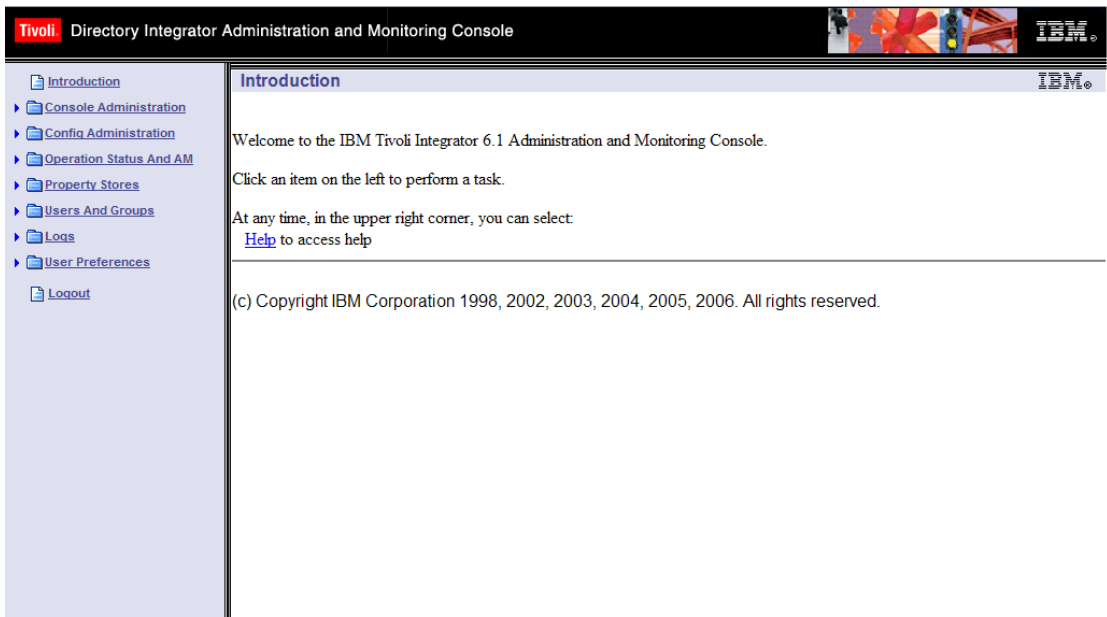 Tivoli. Directory Integrator Administration and Monitoring Console
IBM®
Introduction
Console Administration
Config Administration
Operation Status And AM
Property Stores
Users And Groups
Logs
User Preferences
Logout
Introduction
IBM®
Welcome to the IBM Tivoli Integrator 6.1 Administration and Monitoring Console.
Click an item on the left to perform a task.
At any time, in the upper right corner, you can select:
Help to access help
(c) Copyright IBM Corporation 1998, 2002, 2003, 2004, 2005, 2006. All rights reserved.